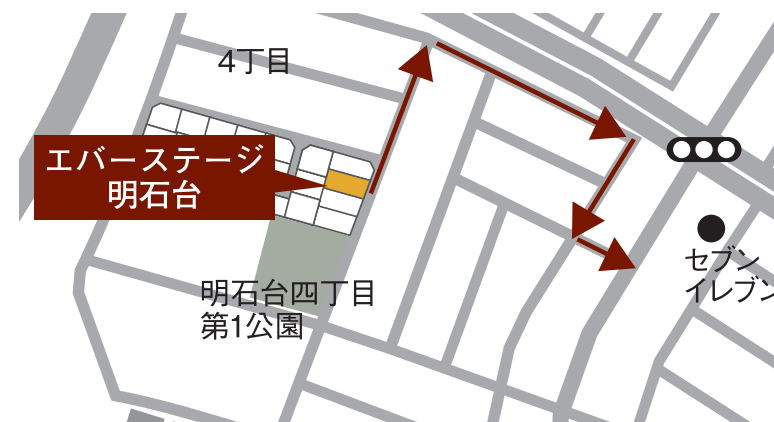 4丁目
エバーステージ
明石台
セブン
イレブン
明石台四丁目
第1公園